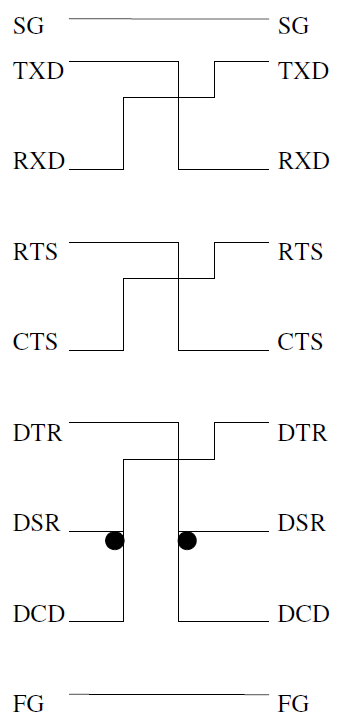 SG SG
TXD TXD
RXD RXD
RTS RTS
CTS CTS
DTR DTR
DSR DSR
DCD DCD
FG FG